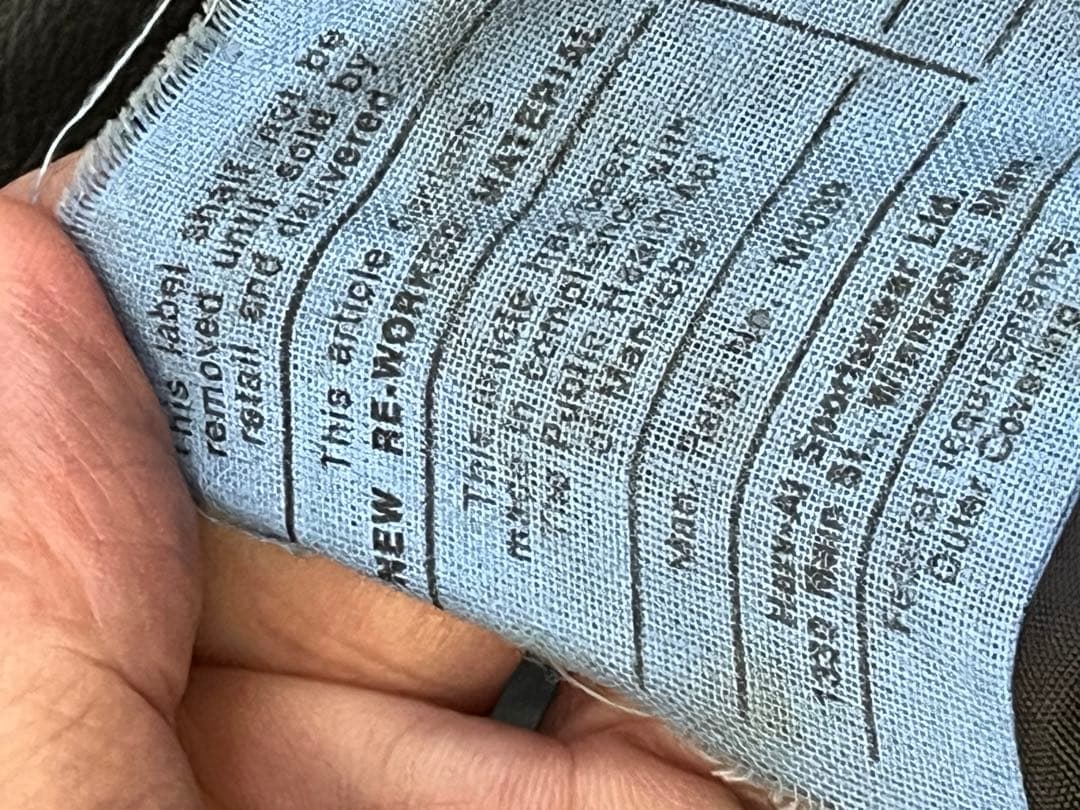 This label shall not be
removed until sold by
retail and delivered.
This article contains
NEW RE-WORKED MATERIAL
This article has been
made in compliance with
The Public Health Act
of Manitoba
Man. Reg. No.
Sportswear Ltd.
Main St. Winnipeg Man.
requirements
Outer Covering